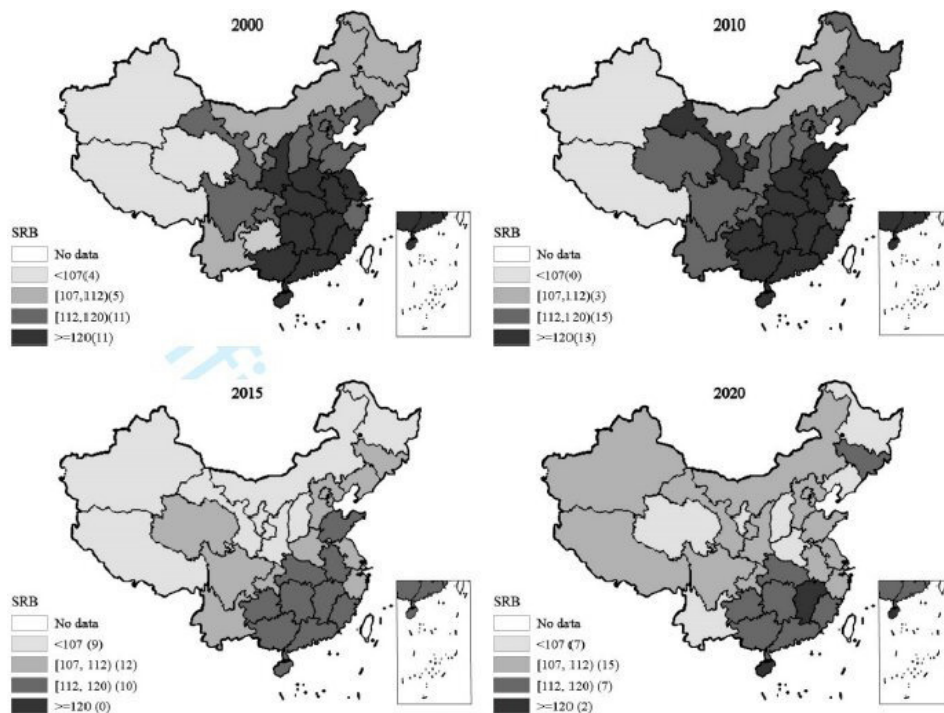 2000
SRB
No data
<107(4)
[107,112)(5)
[112,120)(11)
>=120(11)
2010
SRB
No data
<107(0)
[107,112)(3)
[112,120)(15)
>=120(13)
2015
SRB
No data
<107 (9)
[107, 112) (12)
[112, 120) (10)
>=120 (0)
2020
SRB
No data
<107 (7)
[107, 112) (15)
[112, 120) (7)
>=120 (2)